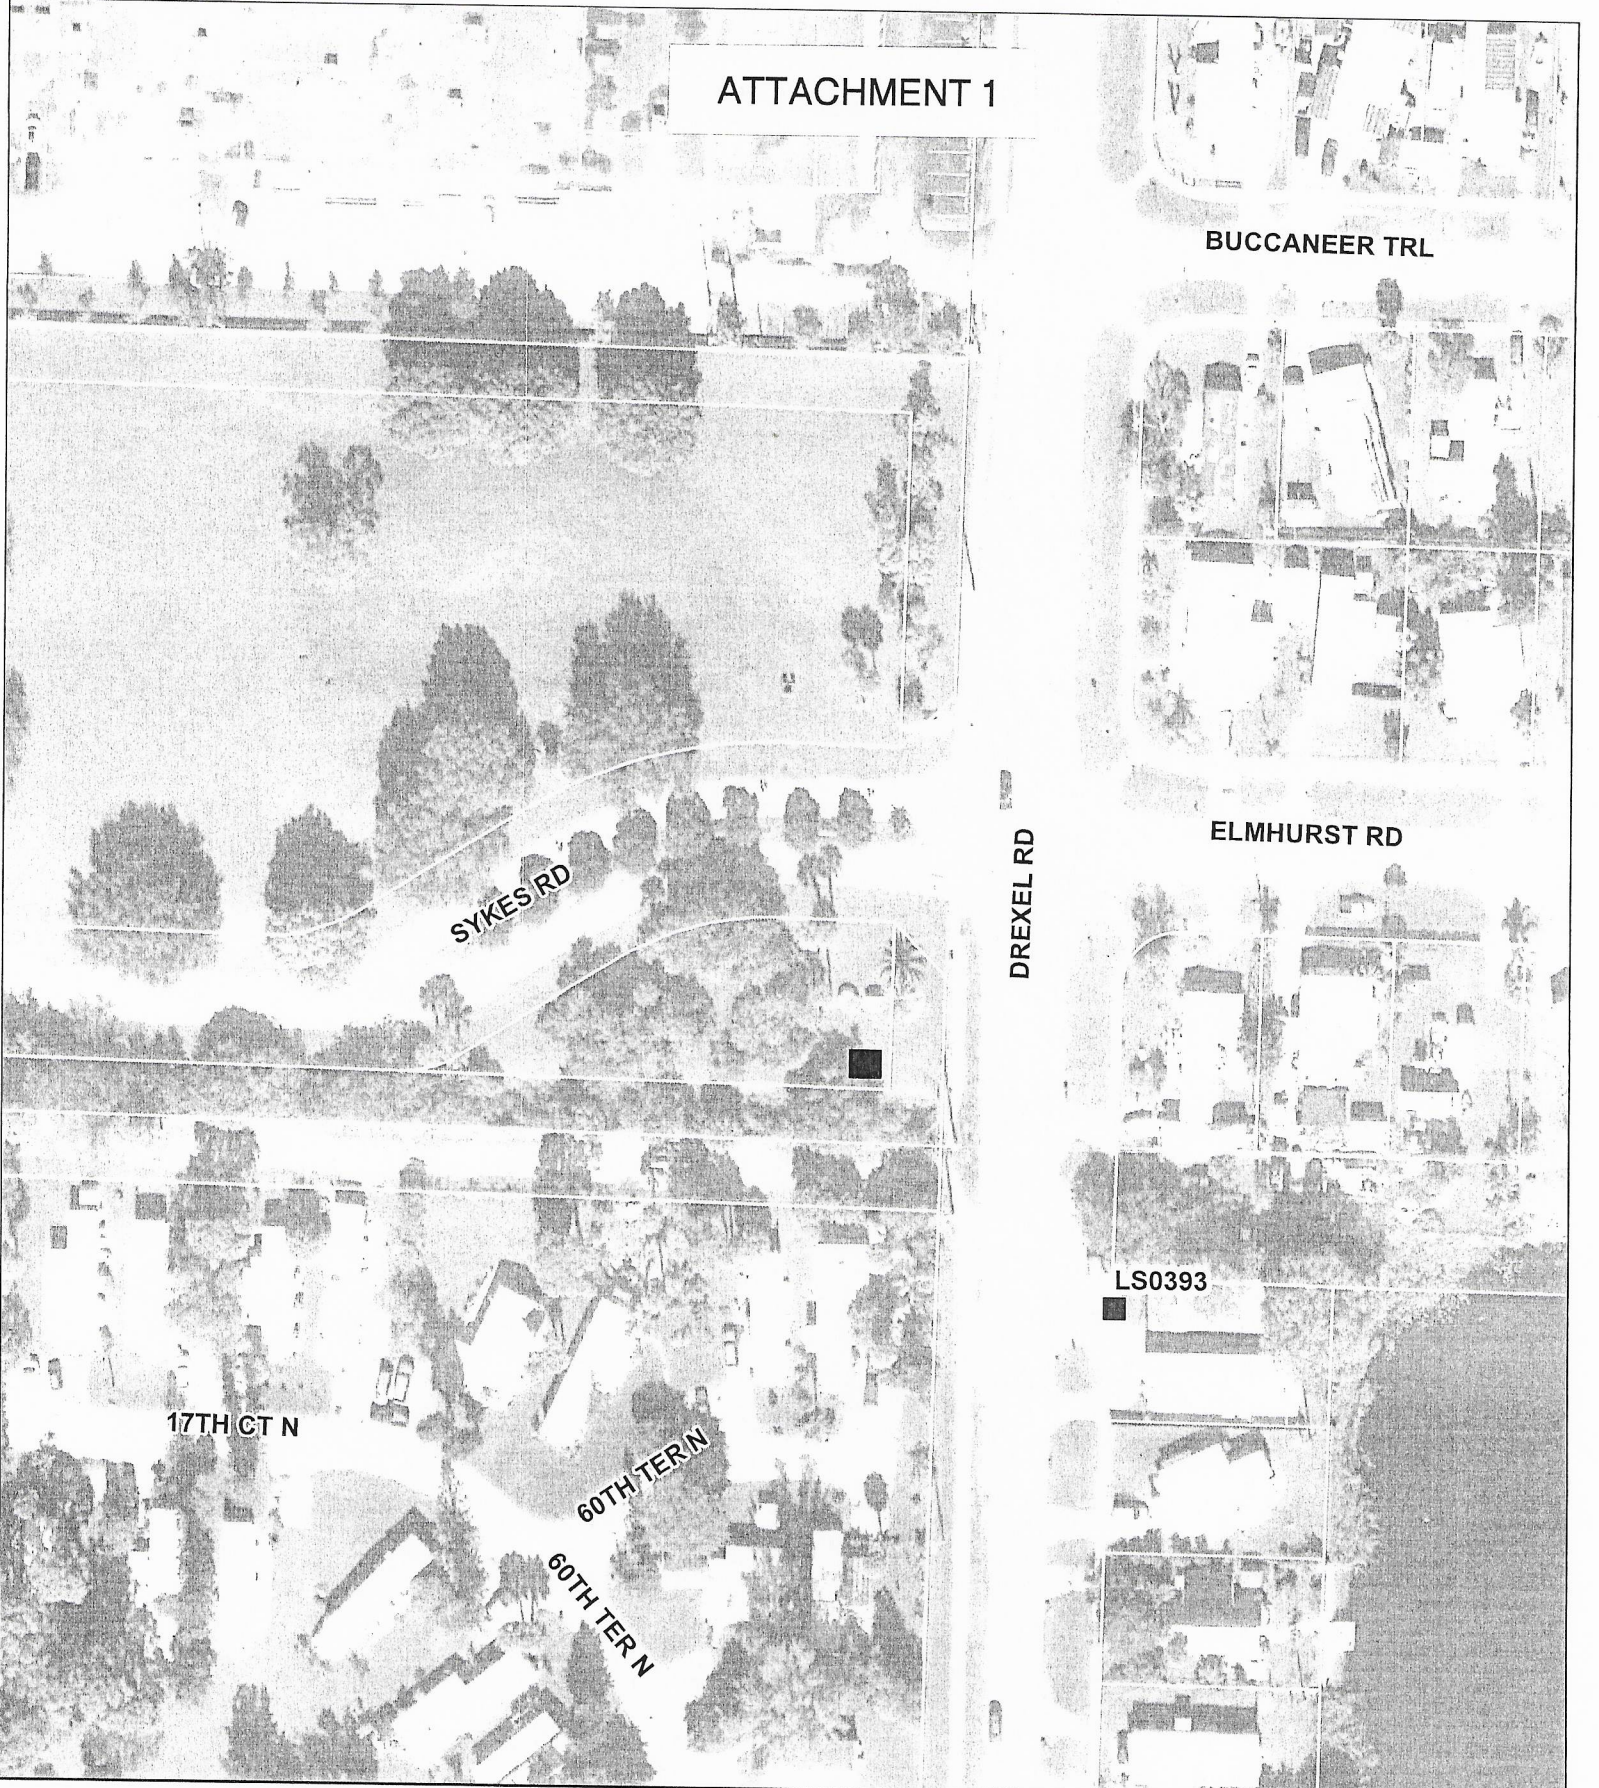 ATTACHMENT 1
BUCCANEER TRL
ELMHURST RD
SYKES RD
DREXEL RD
LS0393
17TH CT N
60TH TER N
60TH TER N